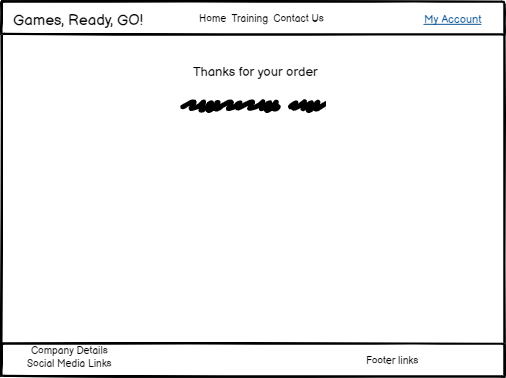 Games, Ready, GO! Home Training Contact Us My Account
Thanks for your order
Company Details
Social Media Links
Footer links